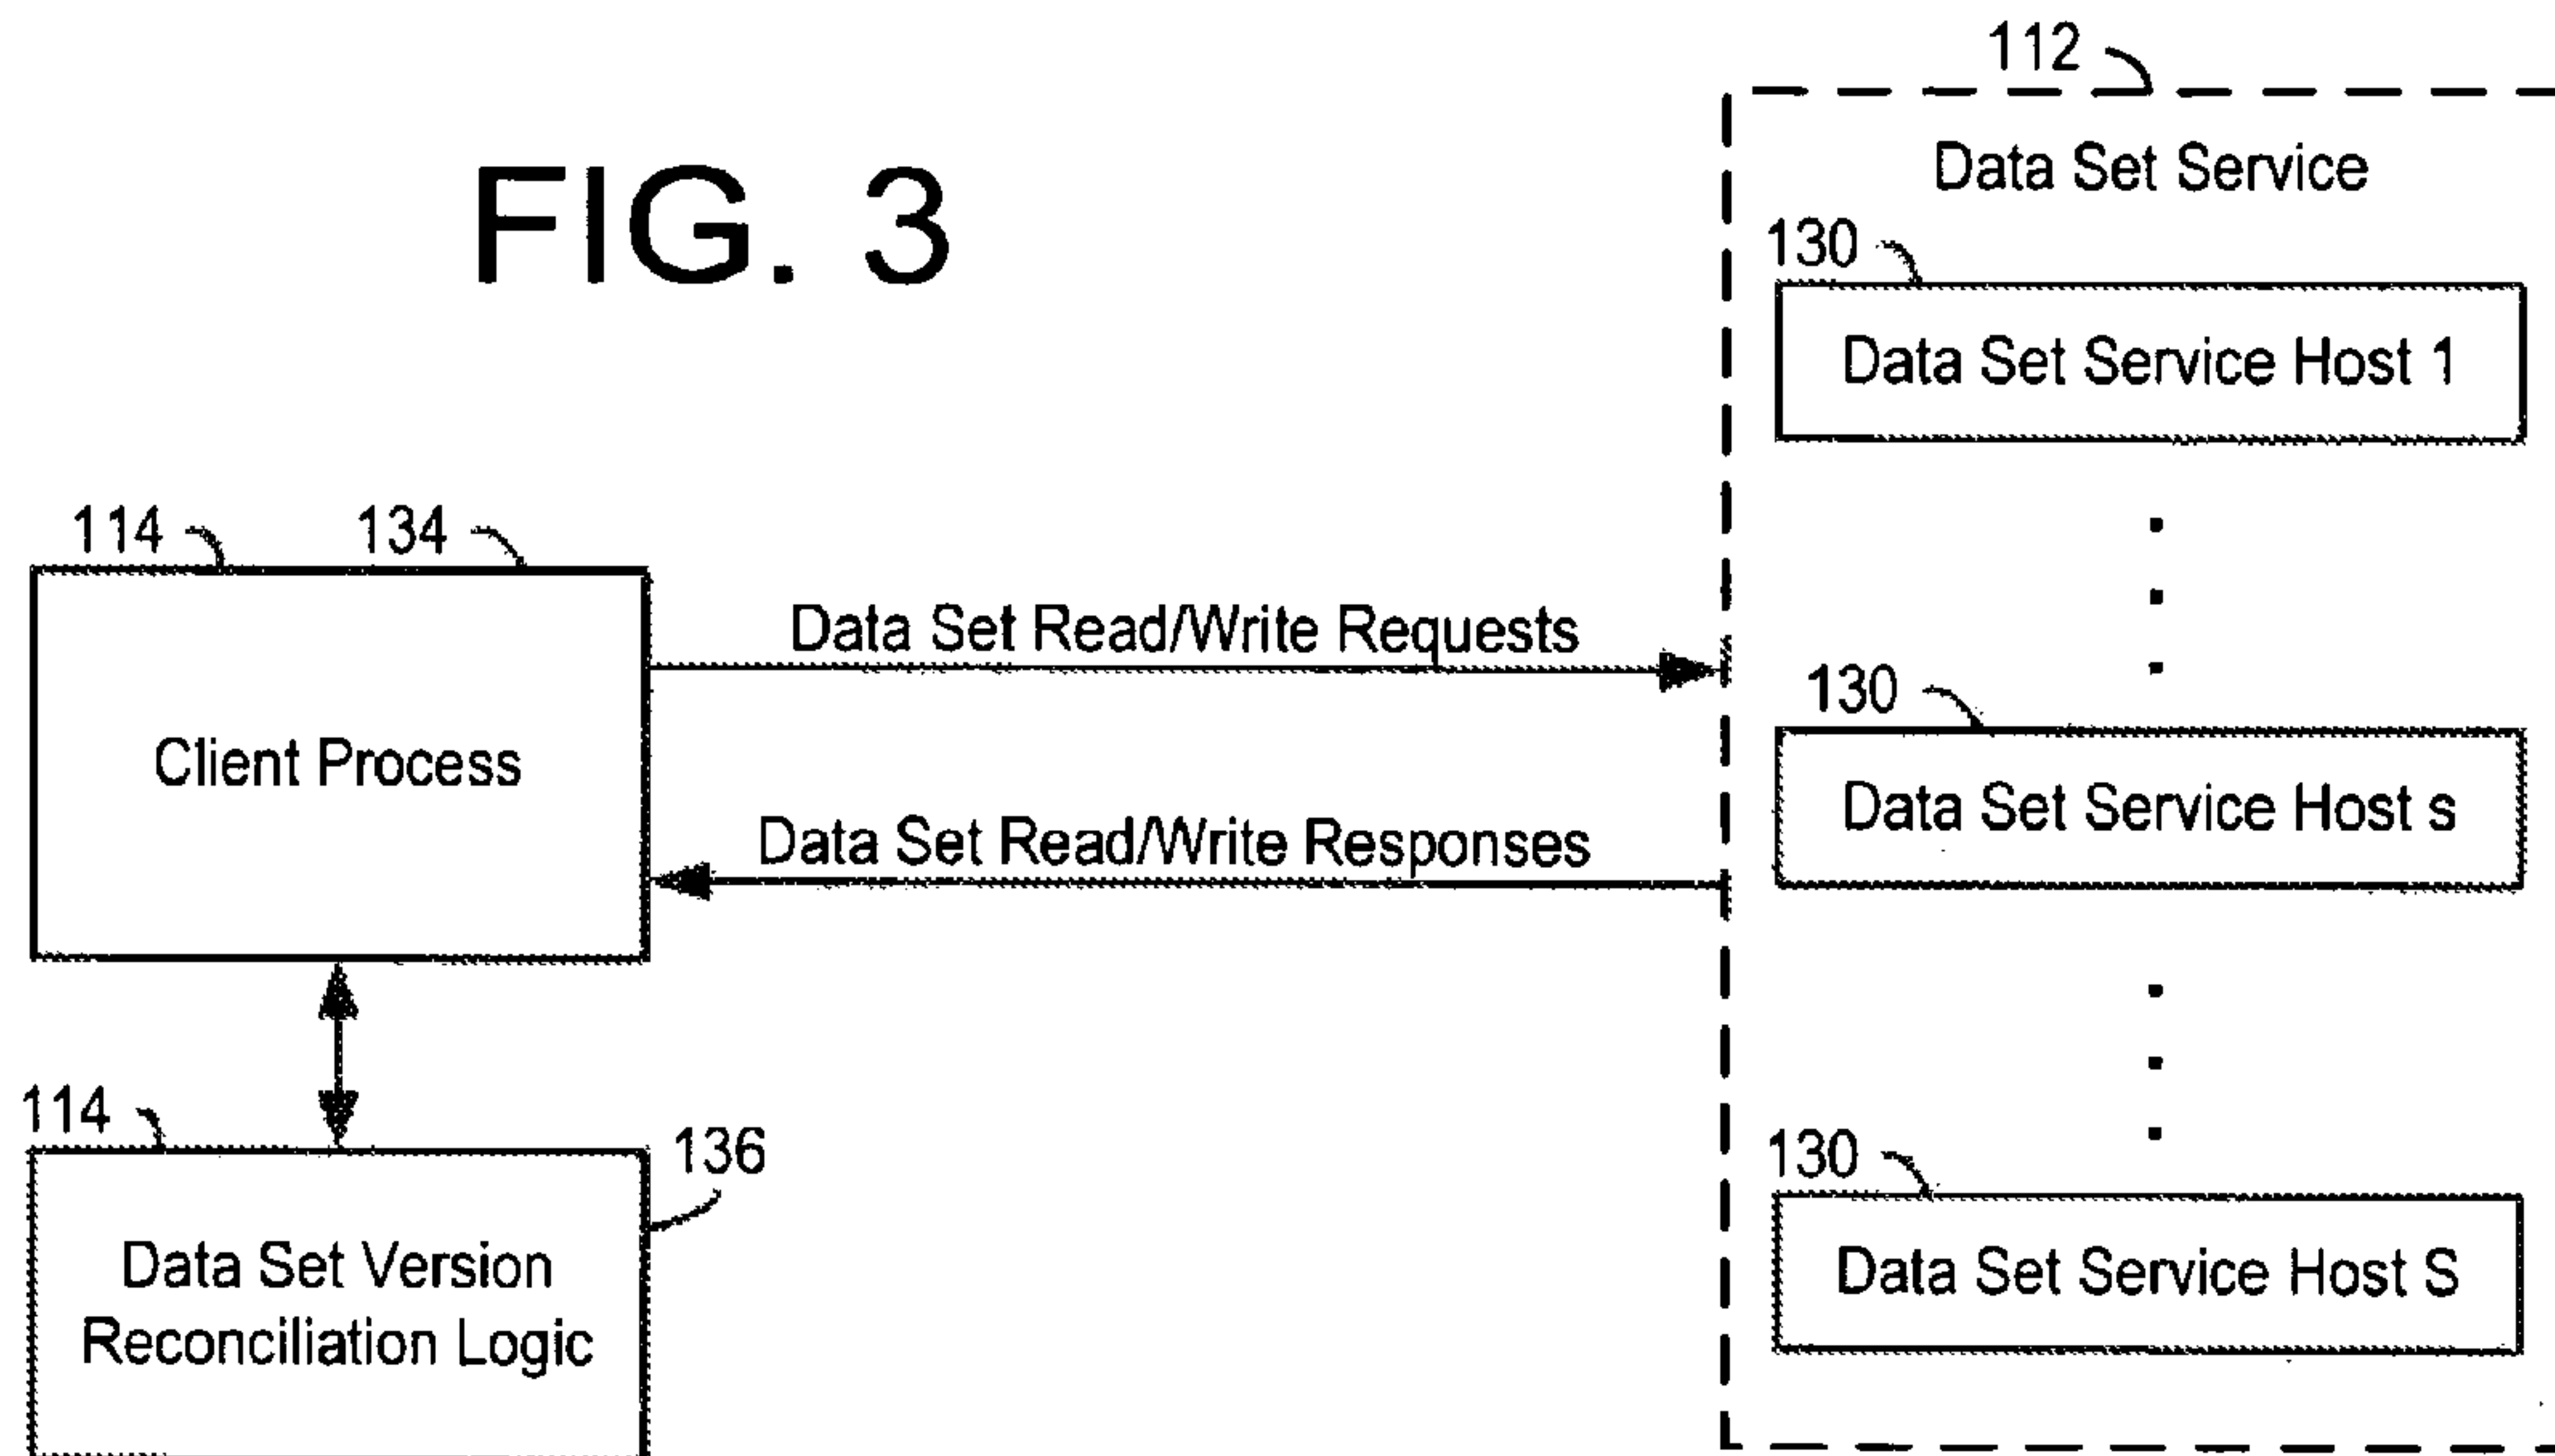 FIG. 3
112
Data Set Service
130
Data Set Service Host 1
114
134
Client Process
Data Set Read/Write Requests
130
Data Set Service Host s
Data Set Read/Write Responses
114
136
Data Set Version
Reconciliation Logic
130
Data Set Service Host S